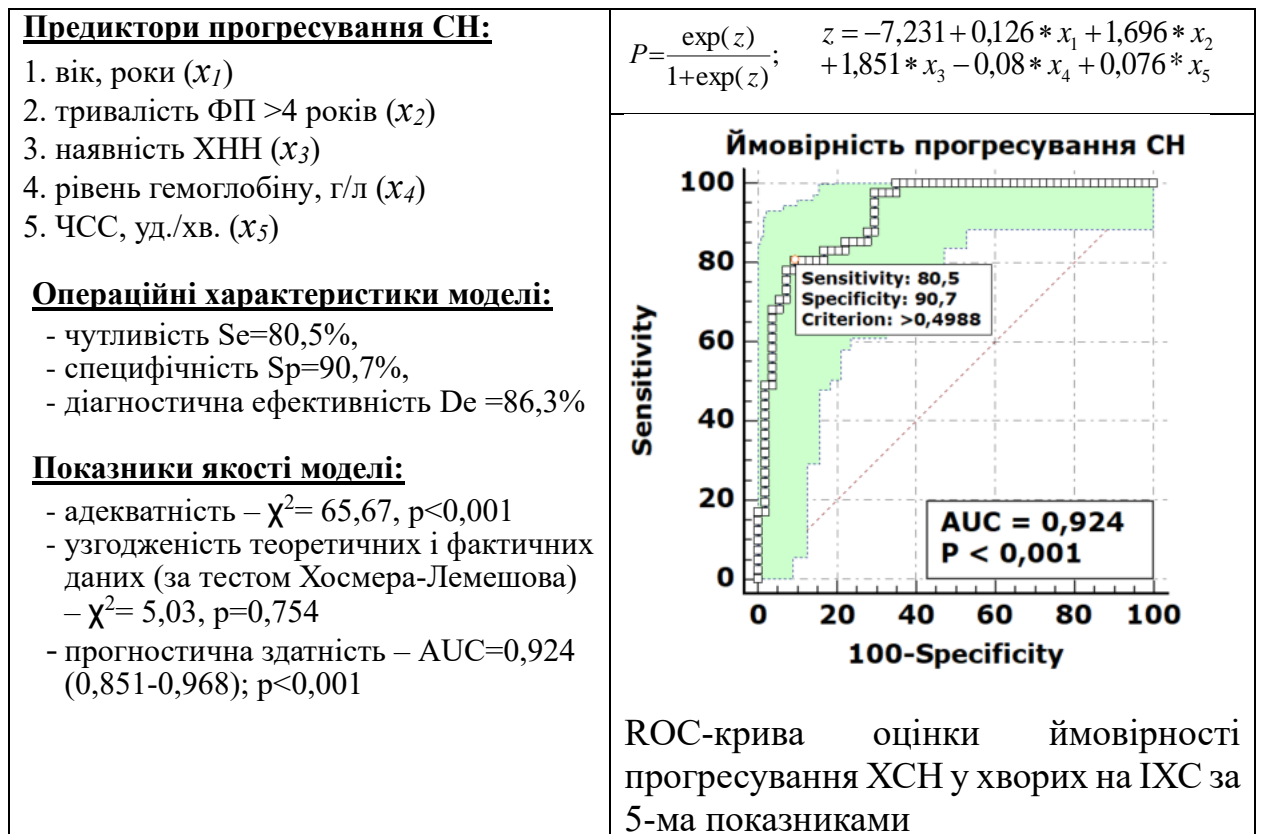 Предиктори прогресування СН:
1. вік, роки (x1)
2. тривалість ФП >4 років (x2)
3. наявність ХНН (x3)
4. рівень гемоглобіну, г/л (x4)
5. ЧСС, уд./хв. (x5)
Операційні характеристики моделі:
- чутливість Se=80,5%,
- специфічність Sp=90,7%,
- діагностична ефективність De =86,3%
Показники якості моделі:
- адекватність – χ²= 65,67, p<0,001
- узгодженість теоретичних і фактичних
даних (за тестом Хосмера-Лемешова)
– χ²= 5,03, p=0,754
- прогностична здатність – AUC=0,924
(0,851-0,968); p<0,001
P=exp(z)/1+exp(z); z = −7,231+0,126*x1+1,696*x2
+1,851*x3−0,08*x4+0,076*x5
Ймовірність прогресування СН
100
80
60
40
20
0
Sensitivity
Sensitivity: 80,5
Specificity: 90,7
Criterion: >0,4988
AUC = 0,924
P < 0,001
0 20 40 60 80 100
100-Specificity
ROC-крива оцінки ймовірності
прогресування ХСН у хворих на ІХС за
5-ма показниками